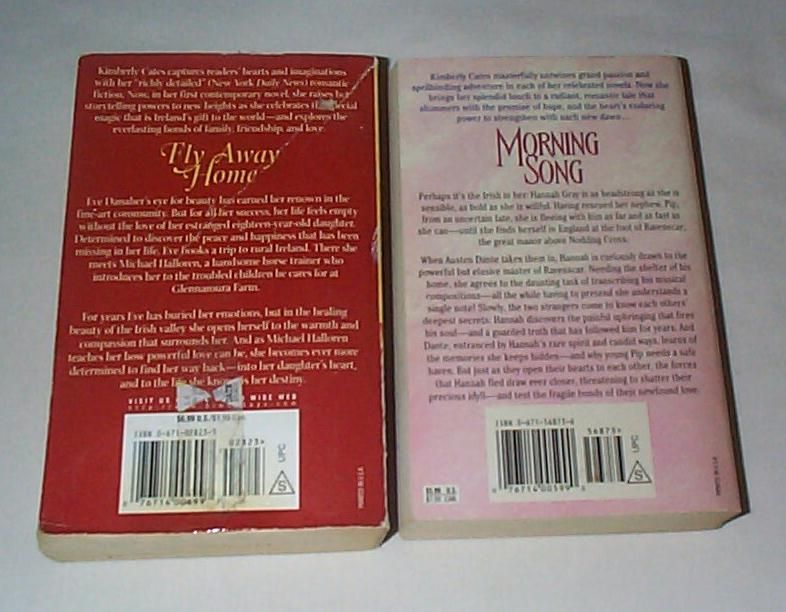 Kimberly Cates captures readers' hearts and imaginations
with her "richly detailed" (New York Daily News) romantic
fiction. Now, in her first contemporary novel, she raises her
storytelling powers to new heights as she celebrates the special
magic that is Ireland's gift to the world—and explores the
everlasting bonds of family, friendship, and love.
Fly Away
Home
Eve Danaher's eye for beauty has earned her renown in the
fine-art community. But for all her success, her life feels empty
without the love of her estranged eighteen-year-old daughter.
Determined to discover the peace and happiness that has been
missing in her life, Eve books a trip to rural Ireland. There she
meets Michael Halloren, a handsome horse trainer who
introduces her to the troubled children he cares for at
Glennamora Farm.
For years Eve has buried her emotions, but in the healing
beauty of the Irish valley she opens herself to the warmth and
compassion that surrounds her. And as Michael Halloren
teaches her how powerful love can be, she becomes ever more
determined to find her way back—into her daughter's heart,
and to the life she knows is her destiny.
VISIT US WIDE WEB
$6.99 U.S.
ISBN 0-671-02823-5
02823>
UPC
S
0 76714 00699
PRINTED IN U.S.A.
Kimberly Cates masterfully entwines grand passion and
spellbinding adventure in each of her celebrated novels. Now she
brings her splendid touch to a radiant, romantic tale that
shimmers with the promise of hope, and the heart's enduring
power to strengthen with each new dawn...
MORNING
SONG
Perhaps it's the Irish in her: Hannah Gray is as headstrong as she is
sensible, as bold as she is willful. Having rescued her nephew, Pip,
from an uncertain fate, she is fleeing with him as far and as fast as
she can—until she finds herself in England at the foot of Ravenscar,
the great manor above Nodding Cross.
When Austen Dante takes them in, Hannah is curiously drawn to the
powerful but elusive master of Ravenscar. Needing the shelter of his
home, she agrees to the daunting task of transcribing his musical
compositions—all the while having to pretend she understands a
single note! Slowly, the two strangers come to know each others'
deepest secrets: Hannah discovers the painful upbringing that fires
his soul—and a guarded truth that has followed him for years. And
Dante, entranced by Hannah's rare spirit and candid ways, learns of
the memories she keeps hidden—and why young Pip needs a safe
haven. But just as they open their hearts to each other, the forces
that Hannah fled draw ever closer, threatening to shatter their
precious idyll—and test the fragile bonds of their newfound love.
ISBN 0-671-56873-6
56873>
UPC
S
0 76714 00599
$5.99 U.S.
PRINTED IN U.S.A.